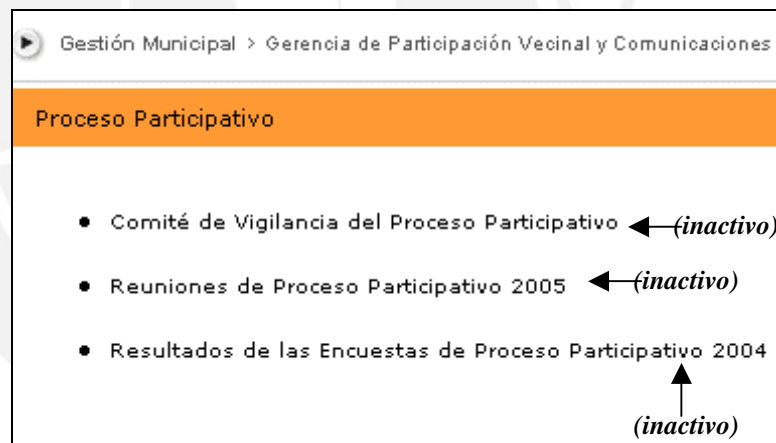 Gestión Municipal > Gerencia de Participación Vecinal y Comunicaciones
Proceso Participativo
• Comité de Vigilancia del Proceso Participativo (inactivo)
• Reuniones de Proceso Participativo 2005 (inactivo)
• Resultados de las Encuestas de Proceso Participativo 2004
(inactivo)